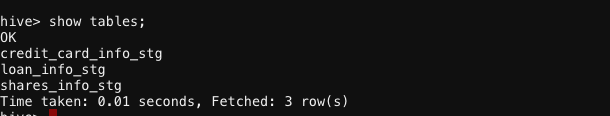 hive> show tables;
OK
credit_card_info_stg
loan_info_stg
shares_info_stg
Time taken: 0.01 seconds, Fetched: 3 row(s)
hive>